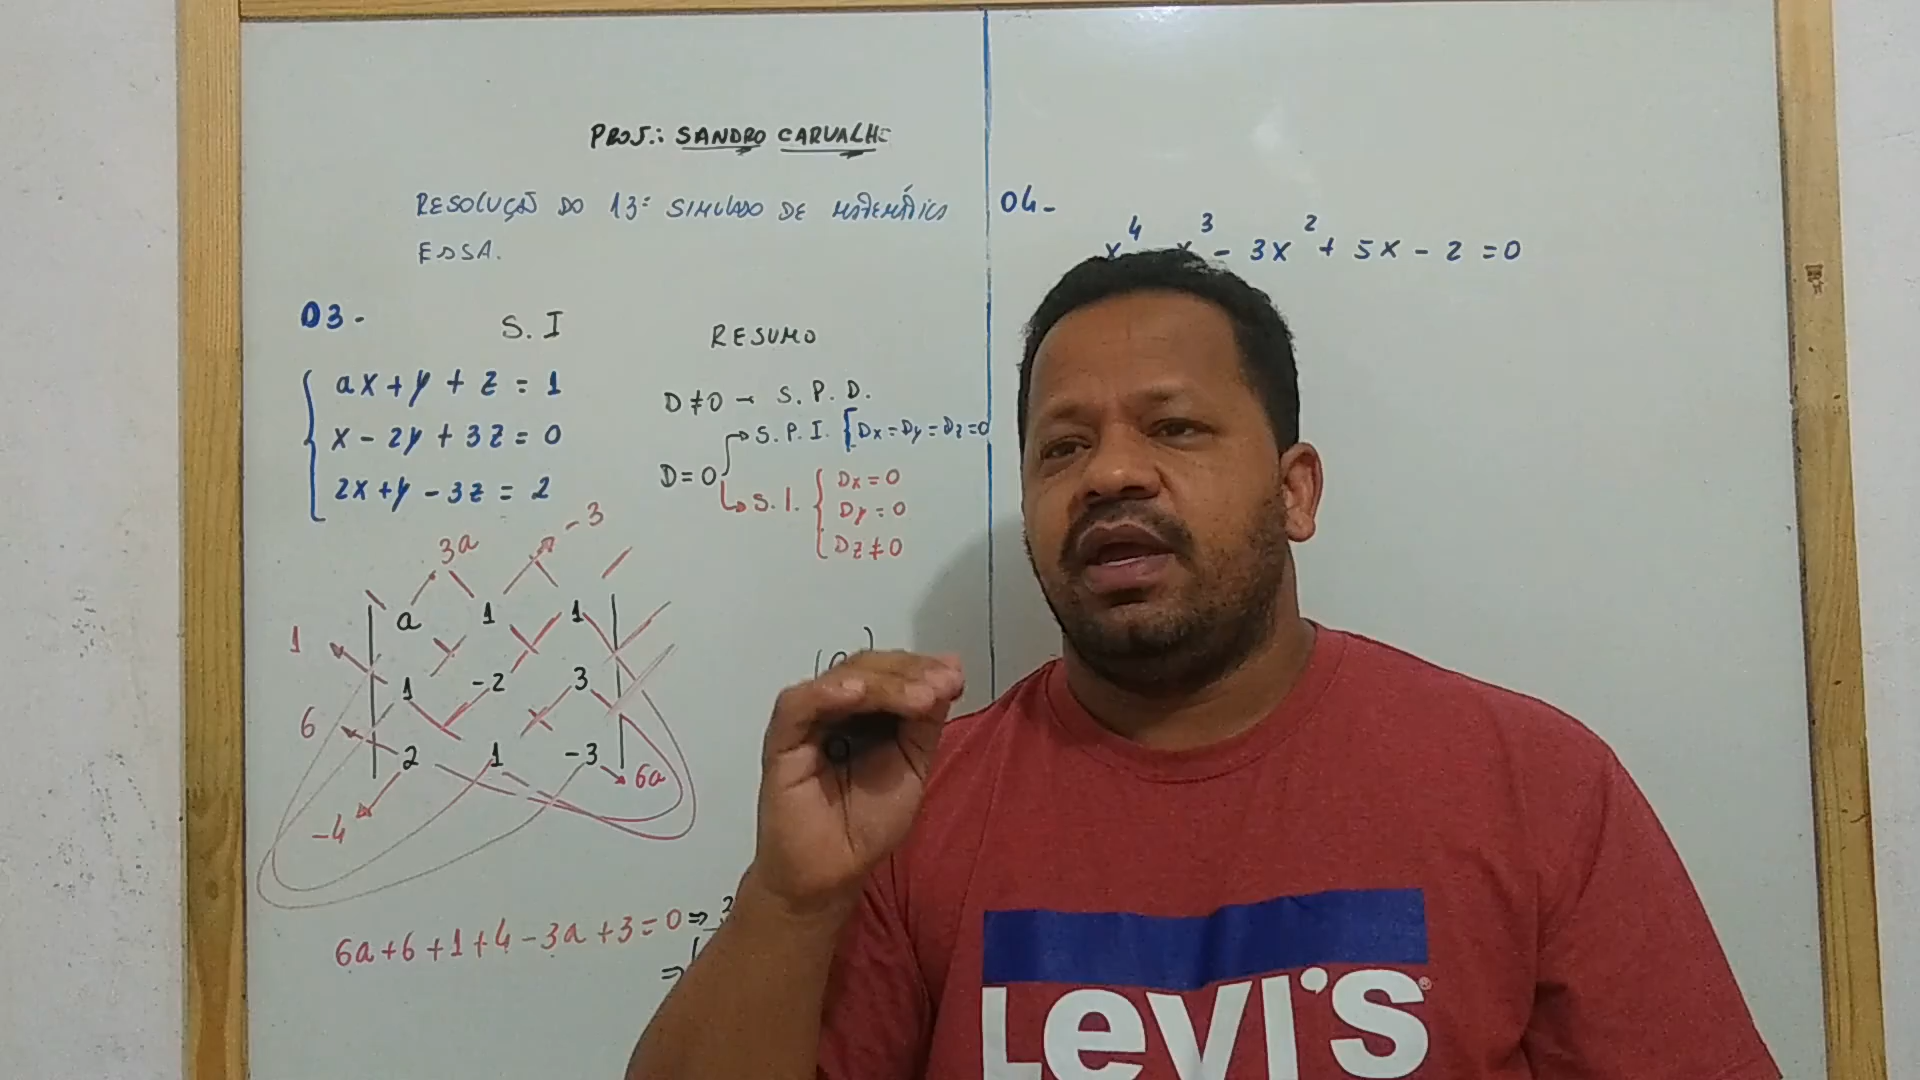 PROF.: SANDRO CARVALHO
RESOLUÇÃO DO 13º SIMULADO DE MATEMÁTICA
ESSA.
03-
S. I
ax + y + z = 1
x - 2y + 3z = 0
2x + y - 3z = 2
RESUMO
D ≠ 0 → S. P. D.
D = 0
S. P. I. { Dx = Dy = Dz = 0
S. I. {
Dx = 0
Dy = 0
Dz ≠ 0
3a
-3
a 1 1
1
1 -2 3
6
2 1 -3
6a
-4
6a + 6 + 1 + 4 - 3a + 3 = 0 ⇒ 3
⇒
04-
x⁴ x³ - 3x² + 5x - 2 = 0
LEVI'S